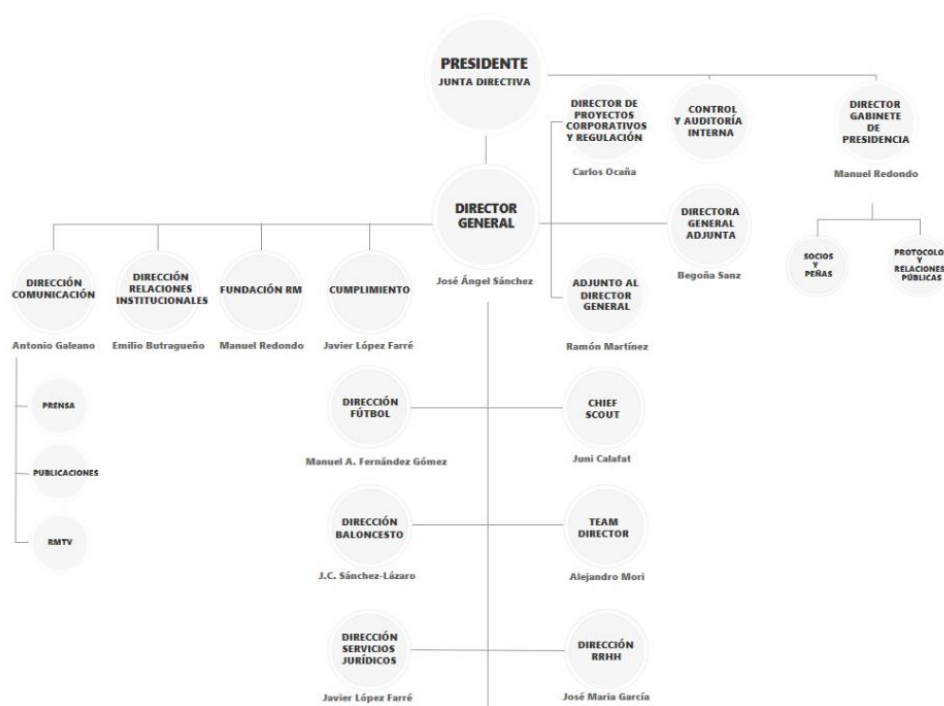 PRESIDENTE
JUNTA DIRECTIVA
DIRECTOR DE
PROYECTOS
CORPORATIVOS
Y REGULACIÓN
Carlos Ocaña
CONTROL
Y AUDITORÍA
INTERNA
DIRECTOR
GABINETE
DE
PRESIDENCIA
Manuel Redondo
DIRECTOR
GENERAL
José Ángel Sánchez
DIRECTORA
GENERAL
ADJUNTA
Begoña Sanz
SOCIOS
Y
PEÑAS
PROTOCOLO
Y
RELACIONES
PÚBLICAS
DIRECCIÓN
COMUNICACIÓN
Antonio Galeano
DIRECCIÓN
RELACIONES
INSTITUCIONALES
Emilio Butragueño
FUNDACIÓN RM
Manuel Redondo
CUMPLIMIENTO
Javier López Farré
ADJUNTO AL
DIRECTOR
GENERAL
Ramón Martínez
PRENSA
PUBLICACIONES
RMTV
DIRECCIÓN
FÚTBOL
Manuel A. Fernández Gómez
CHIEF
SCOUT
Juni Calafat
DIRECCIÓN
BALONCESTO
J.C. Sánchez-Lázaro
TEAM
DIRECTOR
Alejandro Mori
DIRECCIÓN
SERVICIOS
JURÍDICOS
Javier López Farré
DIRECCIÓN
RRHH
José Maria García